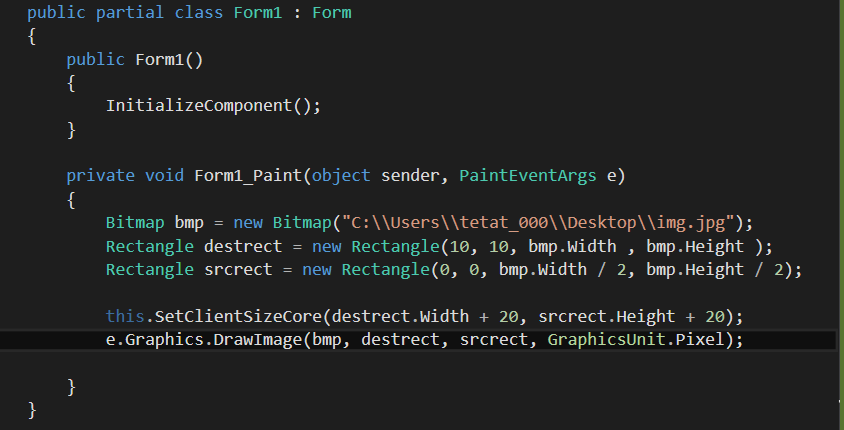 public partial class Form1 : Form
{
public Form1()
{
InitializeComponent();
}
private void Form1_Paint(object sender, PaintEventArgs e)
{
Bitmap bmp = new Bitmap("C:\\Users\\tetat_000\\Desktop\\img.jpg");
Rectangle destrect = new Rectangle(10, 10, bmp.Width , bmp.Height );
Rectangle srcrect = new Rectangle(0, 0, bmp.Width / 2, bmp.Height / 2);
this.SetClientSizeCore(destrect.Width + 20, srcrect.Height + 20);
e.Graphics.DrawImage(bmp, destrect, srcrect, GraphicsUnit.Pixel);
}
}